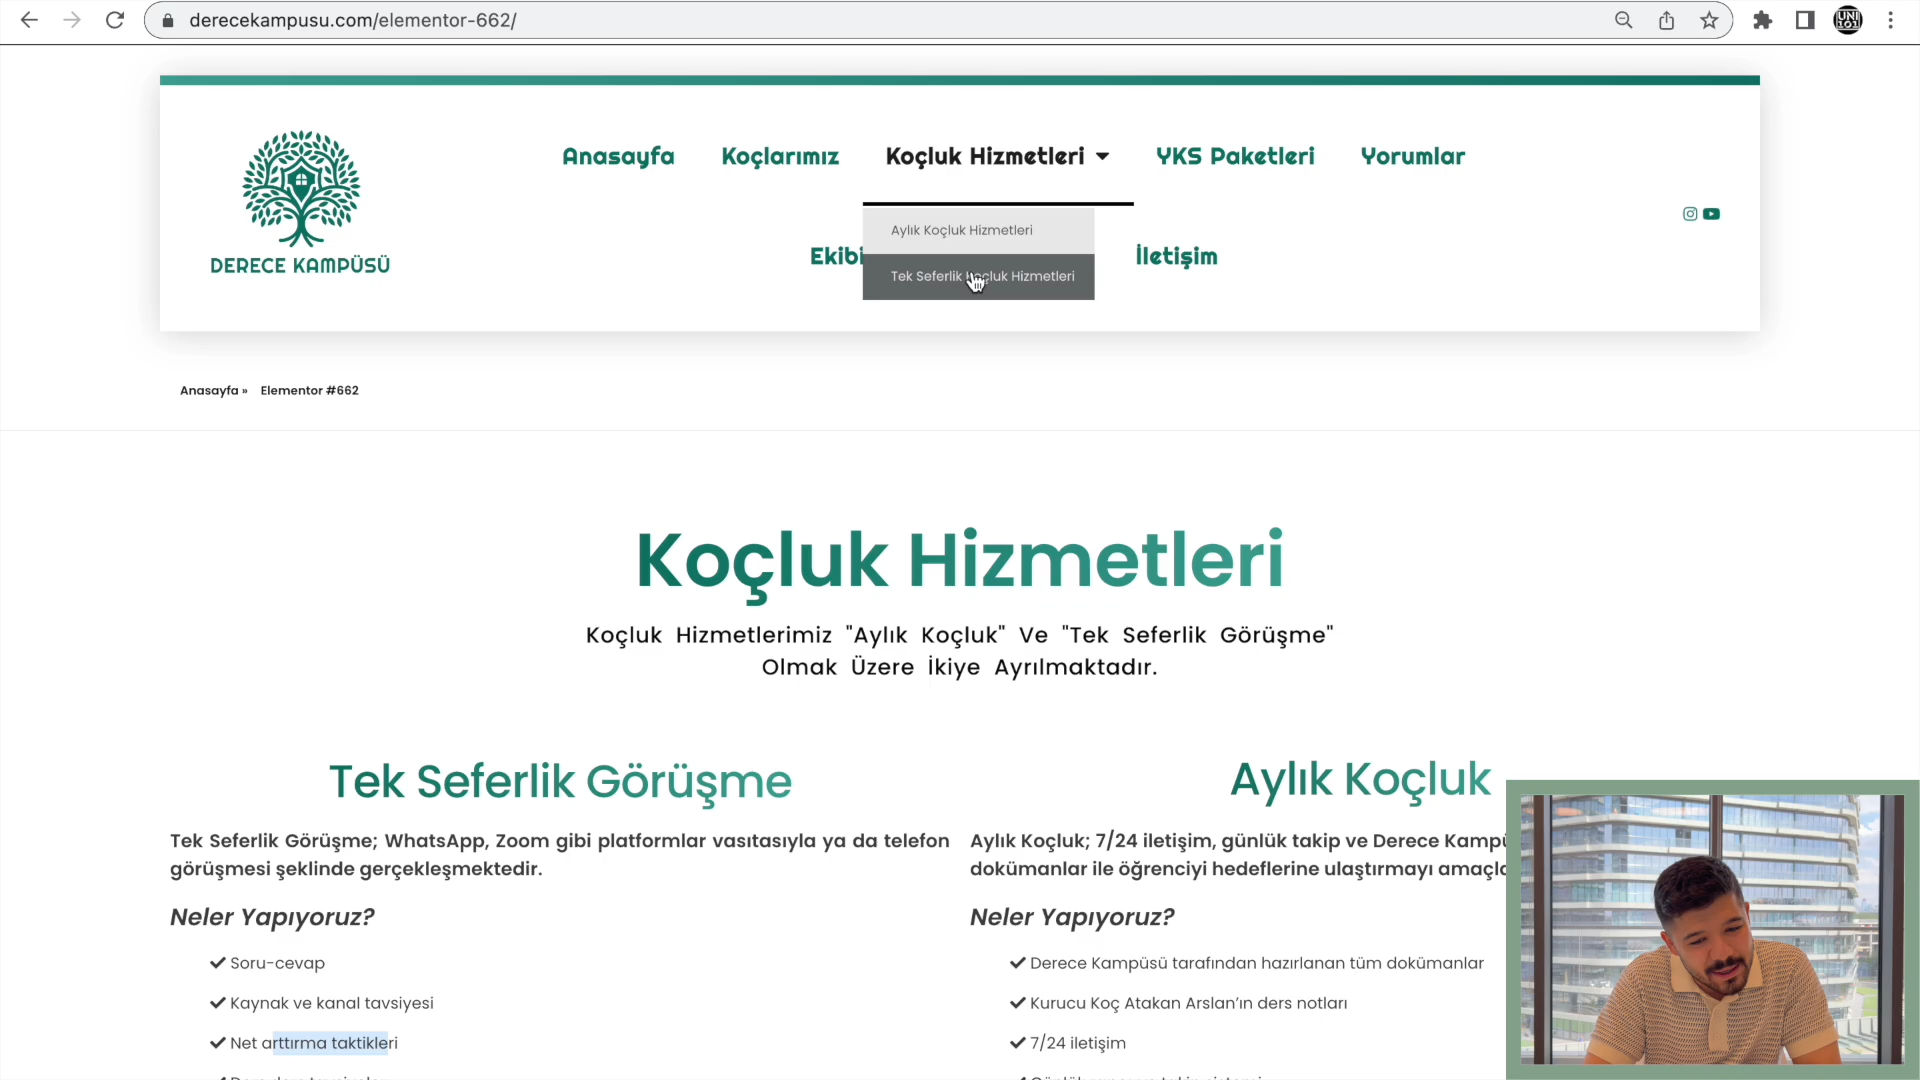 derecekampusu.com/elementor-662/
UNI
101
DERECE KAMPÜSÜ
Anasayfa
Koçlarımız
Koçluk Hizmetleri
YKS Paketleri
Yorumlar
Aylık Koçluk Hizmetleri
İletişim
Tek Seferlik Koçluk Hizmetleri
Anasayfa » Elementor #662
Koçluk Hizmetleri
Koçluk Hizmetlerimiz "Aylık Koçluk" Ve "Tek Seferlik Görüşme"
Olmak Üzere İkiye Ayrılmaktadır.
Tek Seferlik Görüşme
Tek Seferlik Görüşme; WhatsApp, Zoom gibi platformlar vasıtasıyla ya da telefon
görüşmesi şeklinde gerçekleşmektedir.
Neler Yapıyoruz?
Soru-cevap
Kaynak ve kanal tavsiyesi
Net arttırma taktikleri
Aylık Koçluk
Aylık Koçluk; 7/24 iletişim, günlük takip ve Derece
dokümanlar ile öğrenciyi hedeflerine ulaştırmayı
Neler Yapıyoruz?
Derece Kampüsü tarafından hazırlanan tüm dokümanlar
Kurucu Koç Atakan Arslan'ın ders notları
7/24 iletişim